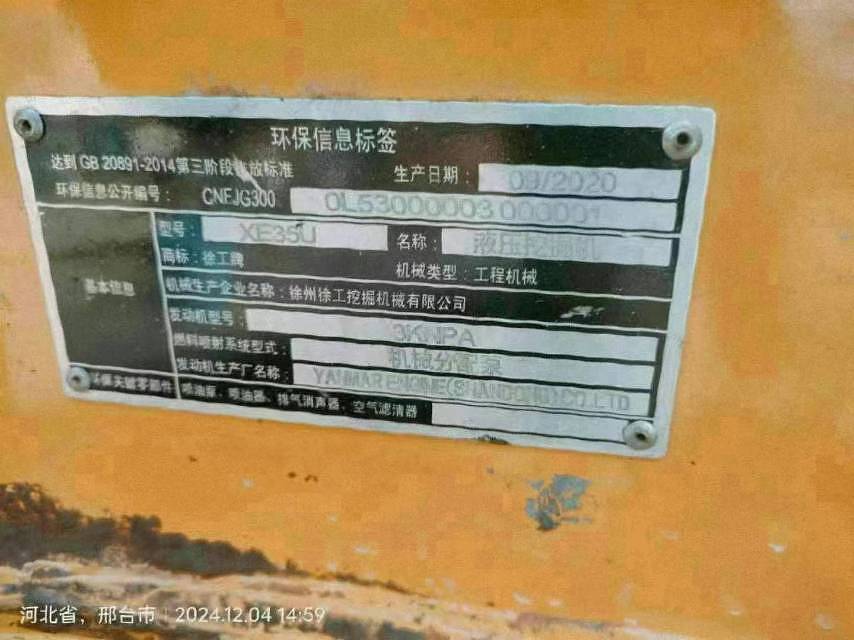 环保信息标签
达到 GB 20891-2014第三阶段排放标准
生产日期： 09/2020
环保信息公开编号： CNFJG300 0L53000003 000001
基本信息
型号： XE35U 名称： 液压挖掘机
商标：徐工牌 机械类型：工程机械
机械生产企业名称：徐州徐工挖掘机械有限公司
发动机型号： 3KNPA
燃料喷射系统型式： 机械分配泵
发动机生产厂名称： YANMAR ENGINE(SHANDONG)CO.,LTD
环保关键零部件 喷油泵、喷油器、排气消声器、空气滤清器
河北省，邢台市 2024.12.04 14:59